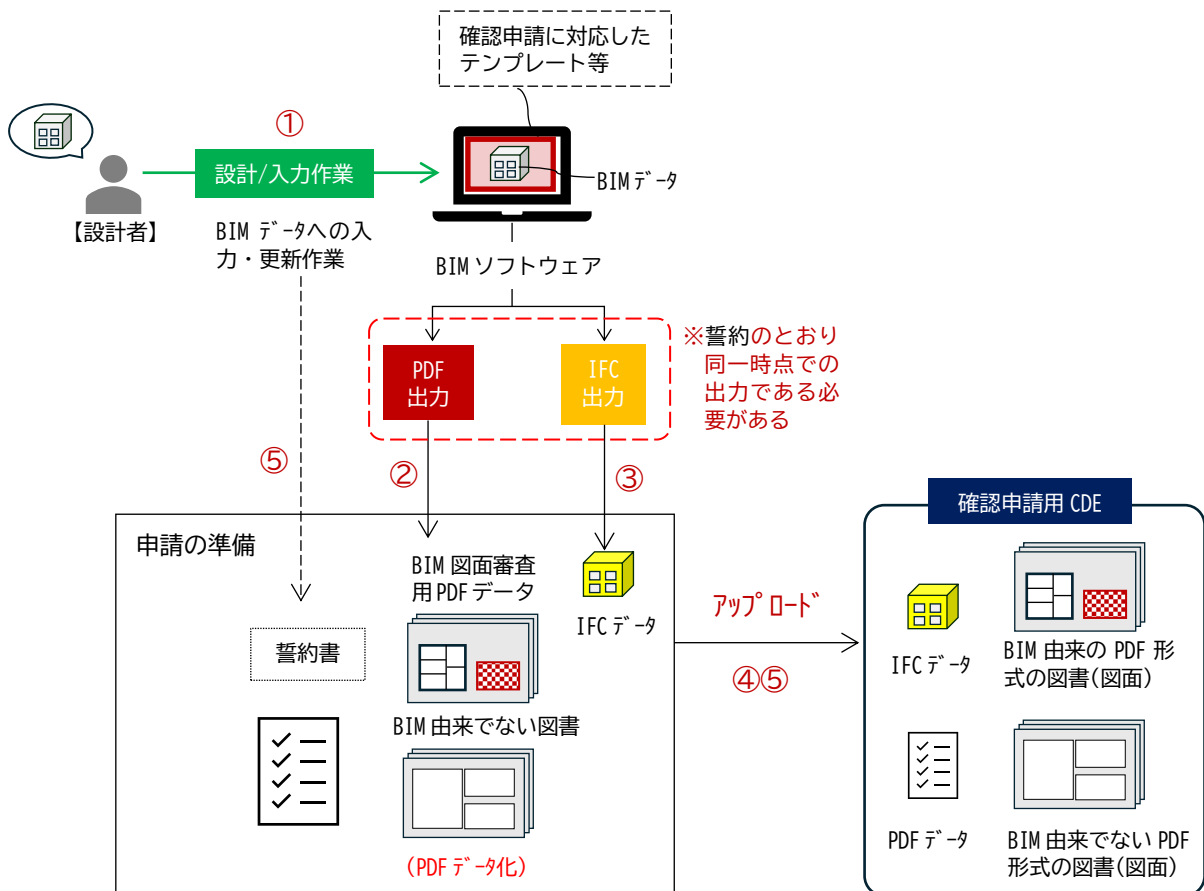 確認申請に対応した
テンプレート等
①
設計/入力作業
BIMデータ
【設計者】
BIM データへの入
力・更新作業
BIM ソフトウェア
PDF
出力
IFC
出力
※誓約のとおり
同一時点での
出力である必
要がある
⑤
②
③
確認申請用 CDE
申請の準備
BIM 図面審査
用 PDF データ
IFC データ
誓約書
BIM 由来でない図書
(PDF データ化)
アップロード
④⑤
IFC データ
BIM 由来の PDF 形
式の図書(図面)
PDF データ
BIM 由来でない PDF
形式の図書(図面)